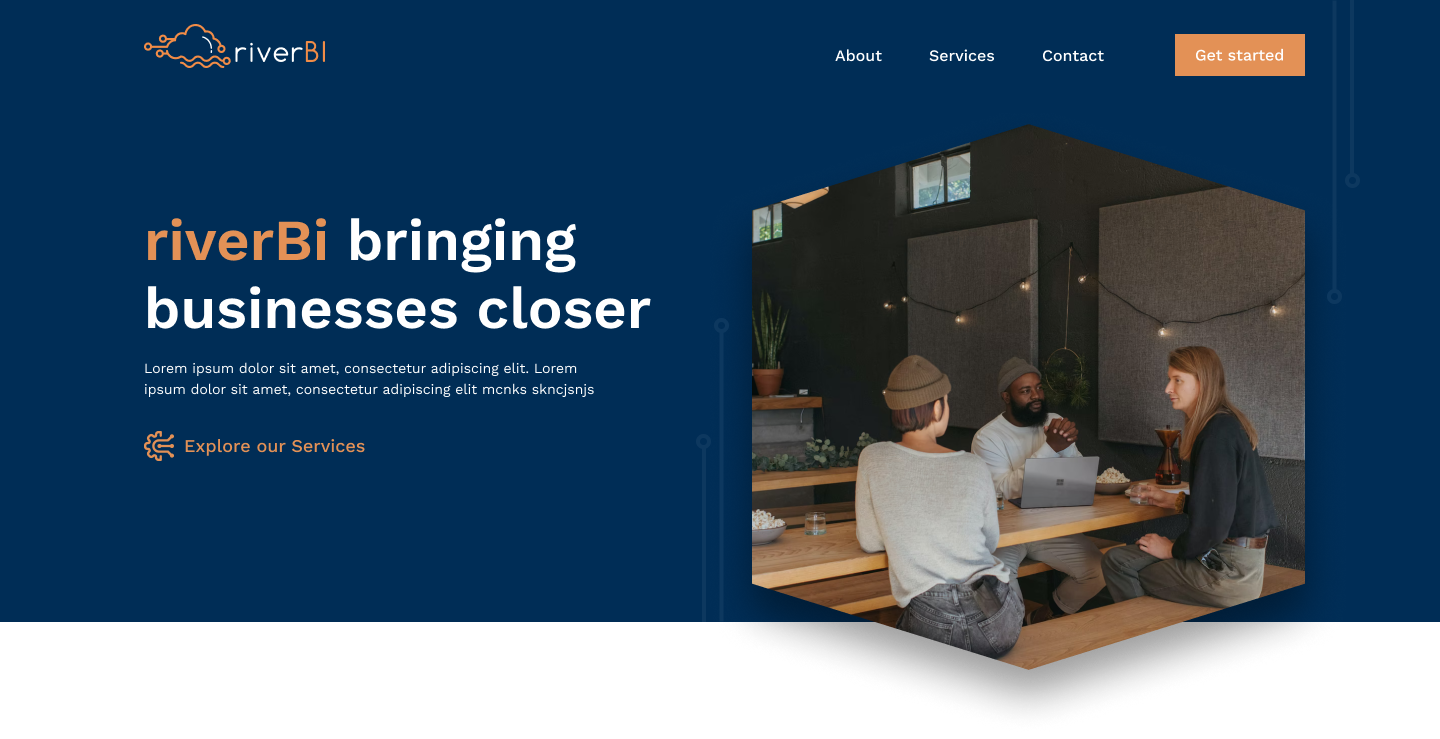 riverBI
About Services Contact Get started
riverBi bringing
businesses closer
Lorem ipsum dolor sit amet, consectetur adipiscing elit. Lorem
ipsum dolor sit amet, consectetur adipiscing elit mcnks skncjsnjs
Explore our Services